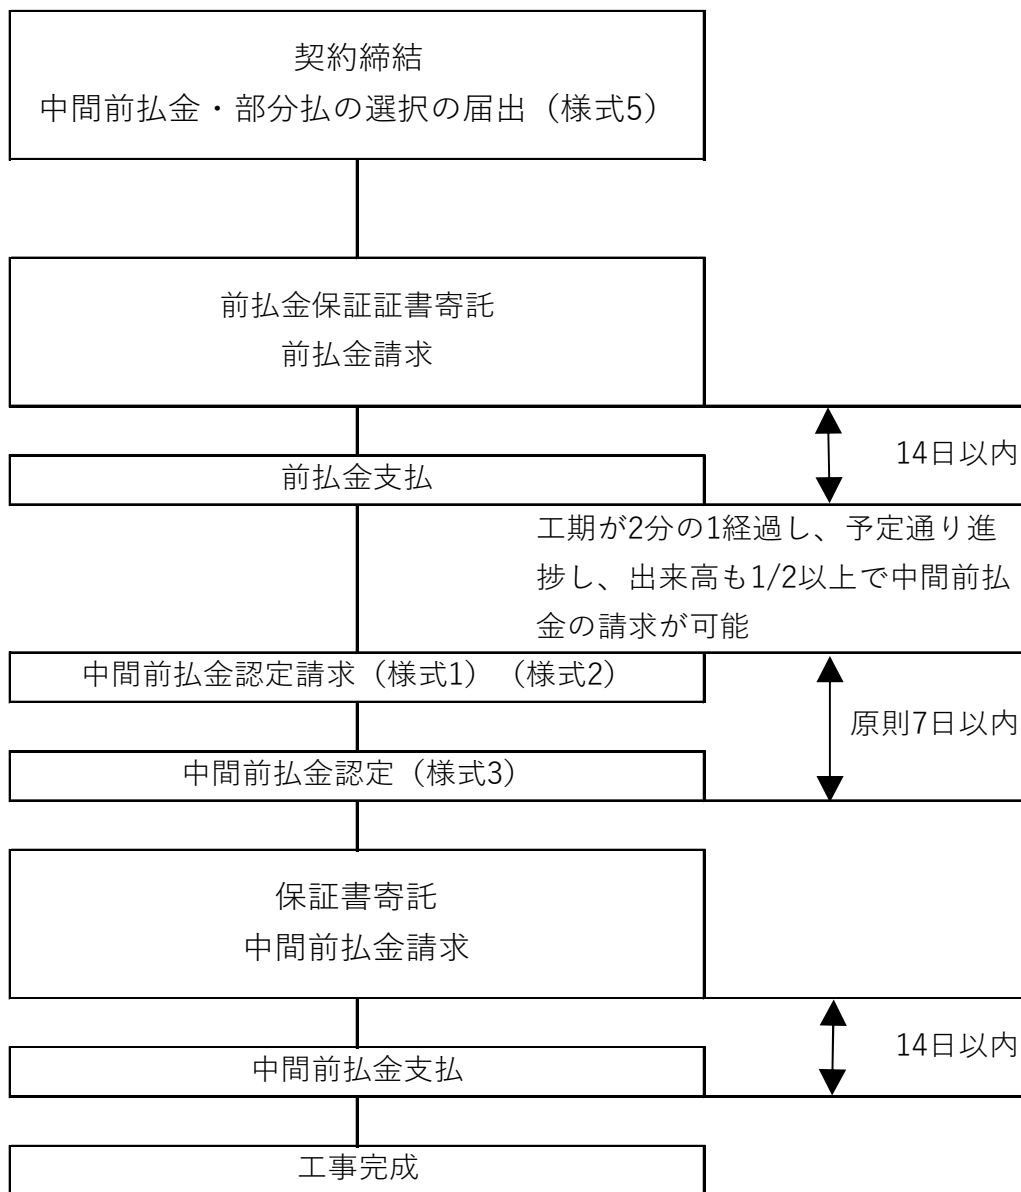 契約締結
中間前払金・部分払の選択の届出（様式5）
前払金保証証書寄託
前払金請求
14日以内
前払金支払
工期が2分の1経過し、予定通り進
捗し、出来高も1/2以上で中間前払
金の請求が可能
中間前払金認定請求（様式1）（様式2）
原則7日以内
中間前払金認定（様式3）
保証書寄託
中間前払金請求
14日以内
中間前払金支払
工事完成